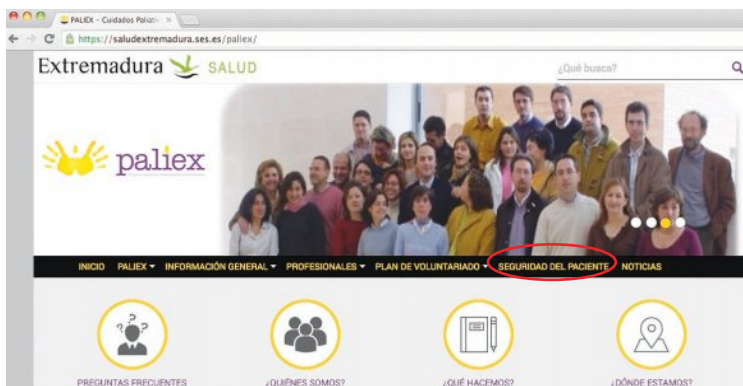 PALIEX - Cuidados Paliativ
https://saludextremadura.ses.es/paliex/
Extremadura SALUD
¿Qué busca?
paliex
INICIO PALIEX INFORMACIÓN GENERAL PROFESIONALES PLAN DE VOLUNTARIADO SEGURIDAD DEL PACIENTE NOTICIAS
PREGUNTAS FRECUENTES ¿QUIÉNES SOMOS? ¿QUÉ HACEMOS? ¿DÓNDE ESTAMOS?